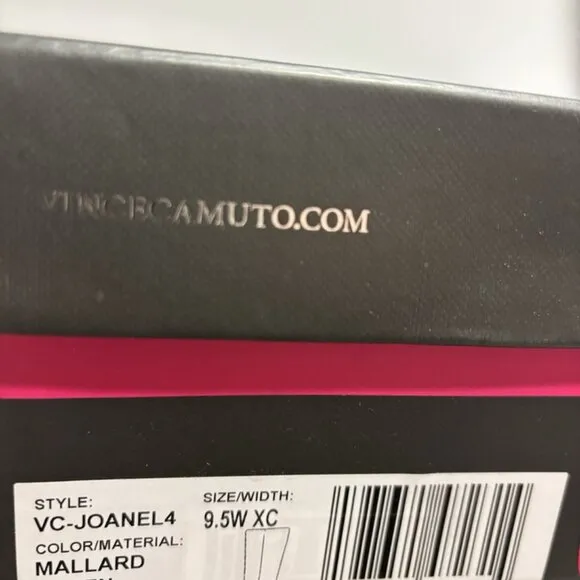 VINCECAMUTO.COM
STYLE:
VC-JOANEL4
SIZE/WIDTH:
9.5W XC
COLOR/MATERIAL:
MALLARD